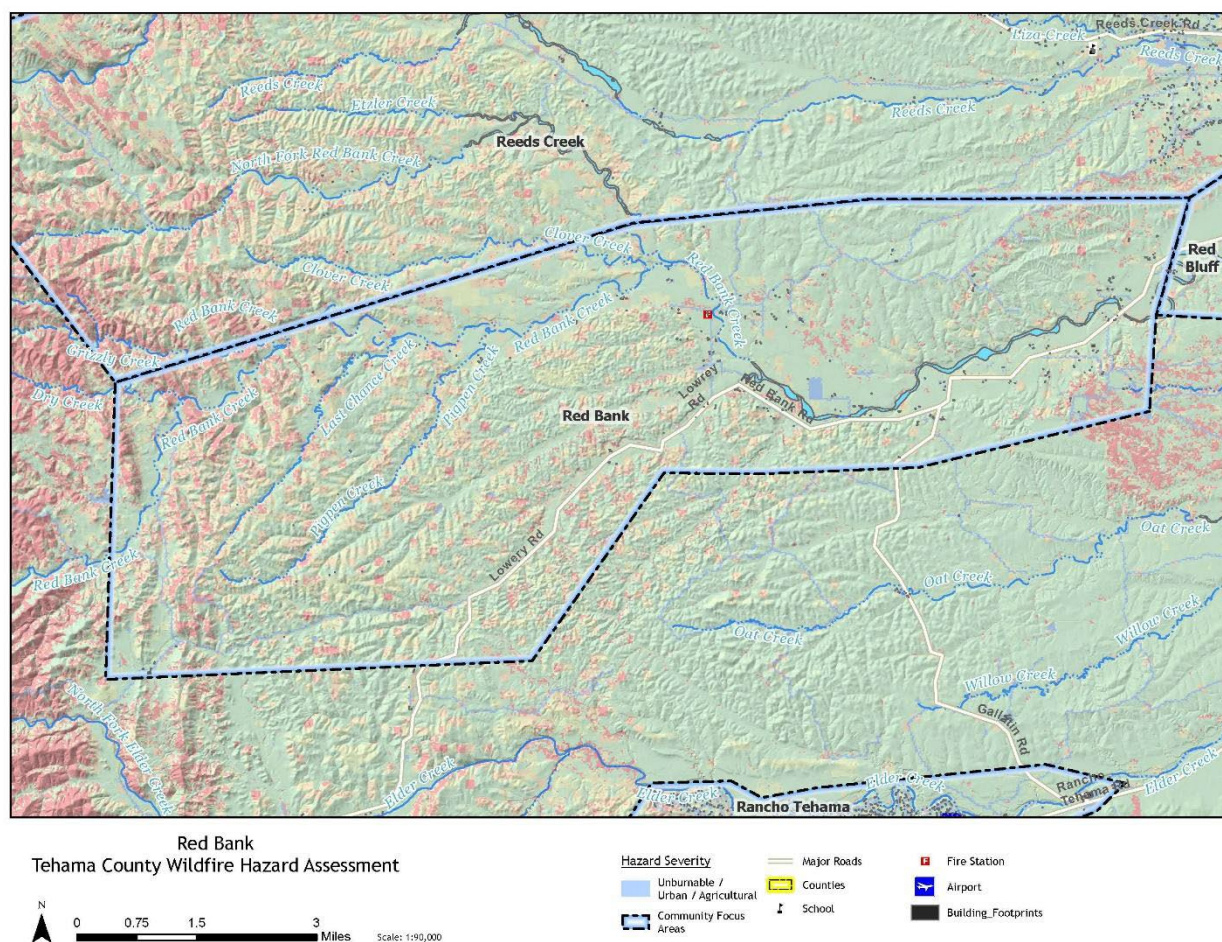 Reeds Creek Rd
Liza Creek
Reeds Creek
Reeds Creek
Etzler Creek
Reeds Creek
Reeds Creek
North Fork Red Bank Creek
Clover Creek
Red Bank Creek
Red
Bluff
Clover Creek
Red Bank Creek
Red Bank Creek
Grizzly Creek
Dry Creek
Last Chance Creek
Pigpen Creek
Red Bank Creek
Lowrey
Rd
Red Bank Rd
Red Bank
Pigpen Creek
Lowery Rd
Red Bank Creek
Oat Creek
Oat Creek
Oat Creek
Willow Creek
Willow Creek
North Fork Elder Creek
Gallatin Rd
Elder Creek
Elder Creek
Elder Creek
Rancho
Tehama Rd
Elder Creek
Rancho Tehama
Red Bank
Tehama County Wildfire Hazard Assessment
N
0 0.75 1.5 3
Miles
Scale: 1:90,000
Hazard Severity
Unburnable /
Urban / Agricultural
Community Focus
Areas
Major Roads
Counties
School
F Fire Station
Airport
Building_Footprints